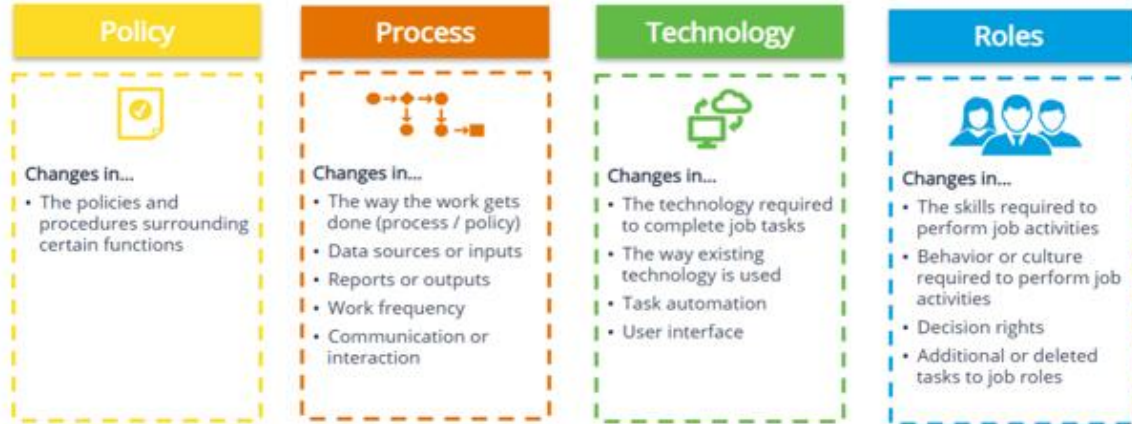 Policy
Changes in...
• The policies and
procedures surrounding
certain functions
Process
Changes in...
• The way the work gets
done (process / policy)
• Data sources or inputs
• Reports or outputs
• Work frequency
• Communication or
interaction
Technology
Changes in...
• The technology required
to complete job tasks
• The way existing
technology is used
• Task automation
• User interface
Roles
Changes in...
• The skills required to
perform job activities
• Behavior or culture
required to perform job
activities
• Decision rights
• Additional or deleted
tasks to job roles